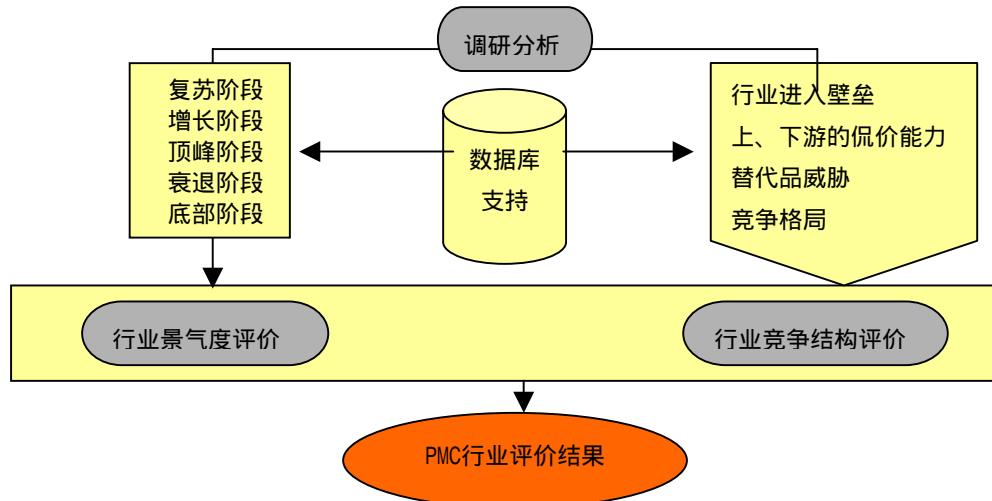 调研分析
复苏阶段
增长阶段
顶峰阶段
衰退阶段
底部阶段
数据库
支持
行业进入壁垒
上、下游的侃价能力
替代品威胁
竞争格局
行业景气度评价
行业竞争结构评价
PMC行业评价结果